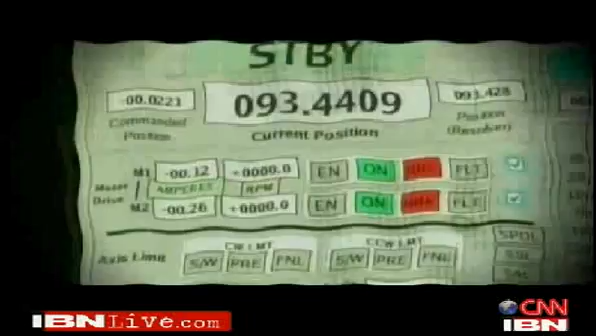 STBY
-00.0221 093.4409 093.428
Commanded Position Current Position Position (Resolver)
M1 -00.12 +0000.0 EN ON FLT
Motor Drive AMPERES RPM
M2 -00.26 +0000.0 EN ON FLT
CW LMT CCW LMT
Axis Limit S/W PRE FNL S/W PRE FNL
IBNLive.com
CNN IBN